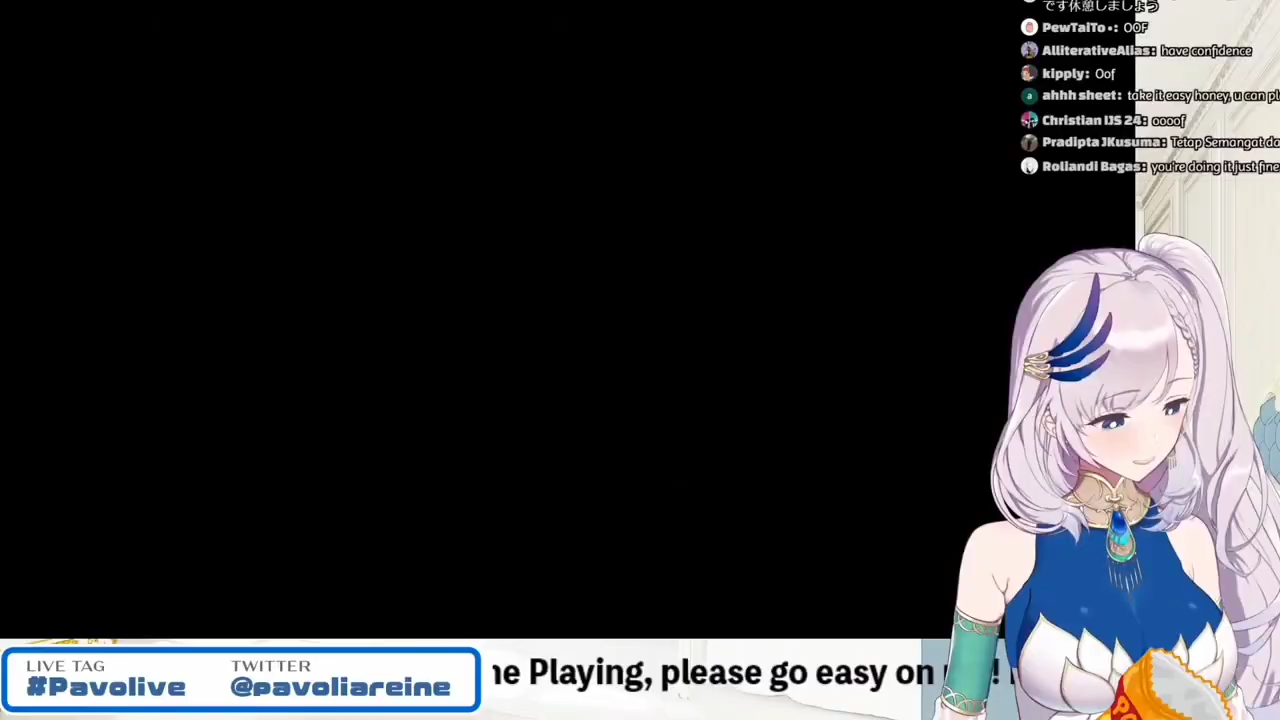 です休憩しましょう
PewTaiTo•: OOF
AlliterativeAlias: have confidence
kipply: Oof
ahhh sheet: take it easy honey, u can pl
Christian IJS 24: oooof
Pradipta JKusuma: Tetap Semangat da
Roliandi Bagas: you're doing it just fine
LIVE TAG
#Pavolive
TWITTER
@pavoliareine
ne Playing, please go easy on !